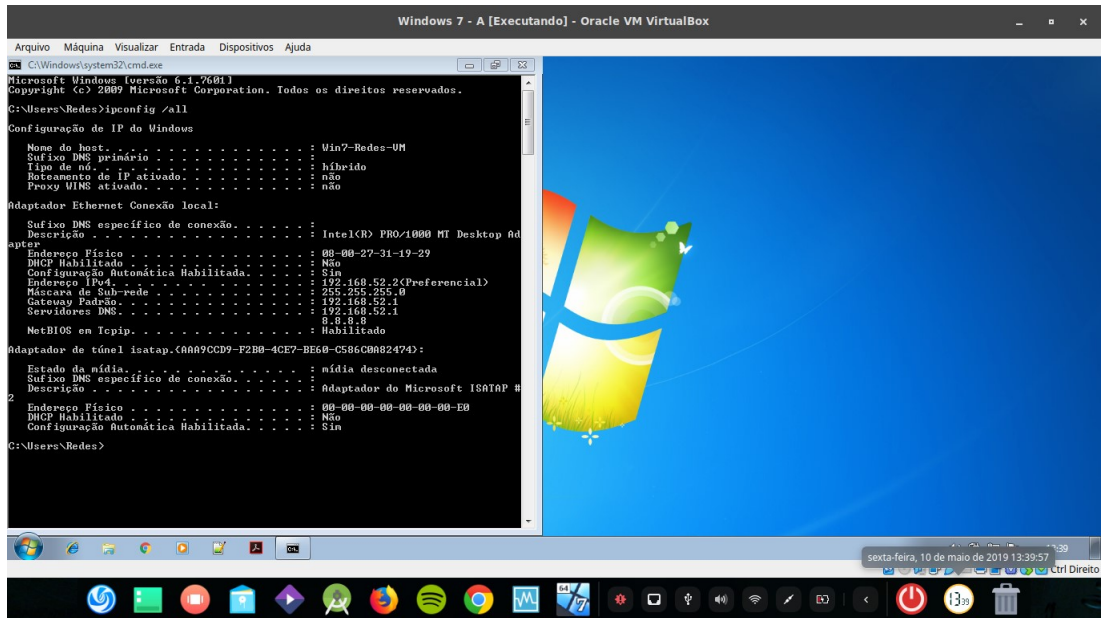 Windows 7 - A [Executando] - Oracle VM VirtualBox
Arquivo Máquina Visualizar Entrada Dispositivos Ajuda
C:\Windows\system32\cmd.exe
Microsoft Windows [versão 6.1.7601]
Copyright (c) 2009 Microsoft Corporation. Todos os direitos reservados.
C:\Users\Redes>ipconfig /all
Configuração de IP do Windows
Nome do host. . . . . . . . . . . . . . . . : Win7-Redes-VM
Sufixo DNS primário . . . . . . . . . . . . :
Tipo de nó. . . . . . . . . . . . . . . . . : híbrido
Roteamento de IP ativado. . . . . . . . . . : não
Proxy WINS ativado. . . . . . . . . . . . . : não
Adaptador Ethernet Conexão local:
Sufixo DNS específico de conexão. . . . . . :
Descrição . . . . . . . . . . . . . . . . . : Intel(R) PRO/1000 MT Desktop Ad
apter
Endereço Físico . . . . . . . . . . . . . . : 08-00-27-31-19-29
DHCP Habilitado . . . . . . . . . . . . . . : Não
Configuração Automática Habilitada. . . . . : Sim
Endereço IPv4. . . . . . . . . . . . . . . : 192.168.52.2(Preferencial)
Máscara de Sub-rede . . . . . . . . . . . . : 255.255.255.0
Gateway Padrão. . . . . . . . . . . . . . . : 192.168.52.1
Servidores DNS. . . . . . . . . . . . . . . : 192.168.52.1
8.8.8.8
NetBIOS em Tcpip. . . . . . . . . . . . . . : Habilitado
Adaptador de túnel isatap.{AAA9CCD9-F2B0-4CE7-BE60-C586C0A82474}:
Estado da mídia. . . . . . . . . . . . . . : mídia desconectada
Sufixo DNS específico de conexão. . . . . . :
Descrição . . . . . . . . . . . . . . . . . : Adaptador do Microsoft ISATAP #
2
Endereço Físico . . . . . . . . . . . . . . : 00-00-00-00-00-00-00-E0
DHCP Habilitado . . . . . . . . . . . . . . : Não
Configuração Automática Habilitada. . . . . : Sim
C:\Users\Redes>
sexta-feira, 10 de maio de 2019 13:39:57
Ctrl Direito
64
7
13 39